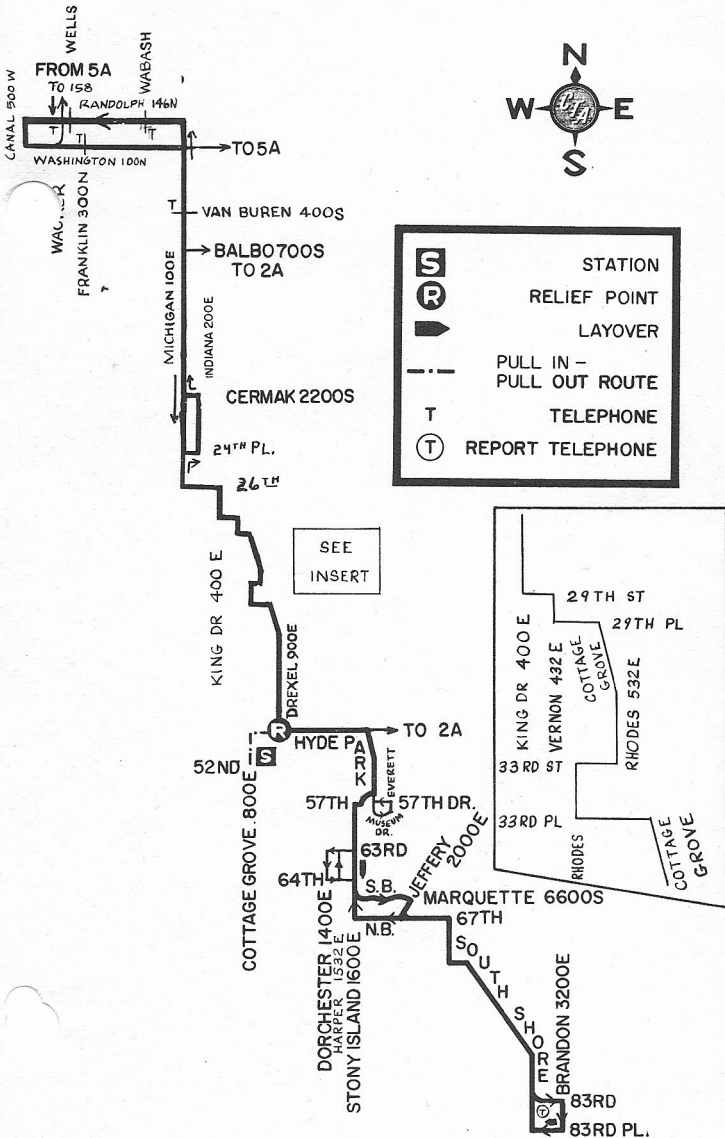 WELLS
FROM 5A
TO 158
WABASH
RANDOLPH 146N
CANAL 500W
T
T
T
WASHINGTON 100N
TO 5A
FRANKLIN 300N
T
VAN BUREN 400S
BALBO 700S
TO 2A
MICHIGAN 100E
INDIANA 200E
CERMAK 2200S
24TH PL.
26TH
N
W
CTA
E
S
S STATION
R RELIEF POINT
LAYOVER
PULL IN -
PULL OUT ROUTE
T TELEPHONE
T REPORT TELEPHONE
SEE
INSERT
KING DR 400 E
DREXEL 900E
R
HYDE PARK
TO 2A
S
52ND
COTTAGE GROVE 800E
EVERETT
57TH
57TH DR.
MUSEUM
DR.
63RD
64TH
JEFFERY
2000E
S.B.
MARQUETTE 6600S
N.B.
67TH
DORCHESTER 1400E
HARPER 1532E
STONY ISLAND 1600E
SOUTH SHORE
BRANDON 3200E
T
83RD
83RD PL.
29TH ST
29TH PL
KING DR 400 E
VERNON 432 E
COTTAGE
GROVE
RHODES 532E
33RD ST
33RD PL
RHODES
COTTAGE
GROVE